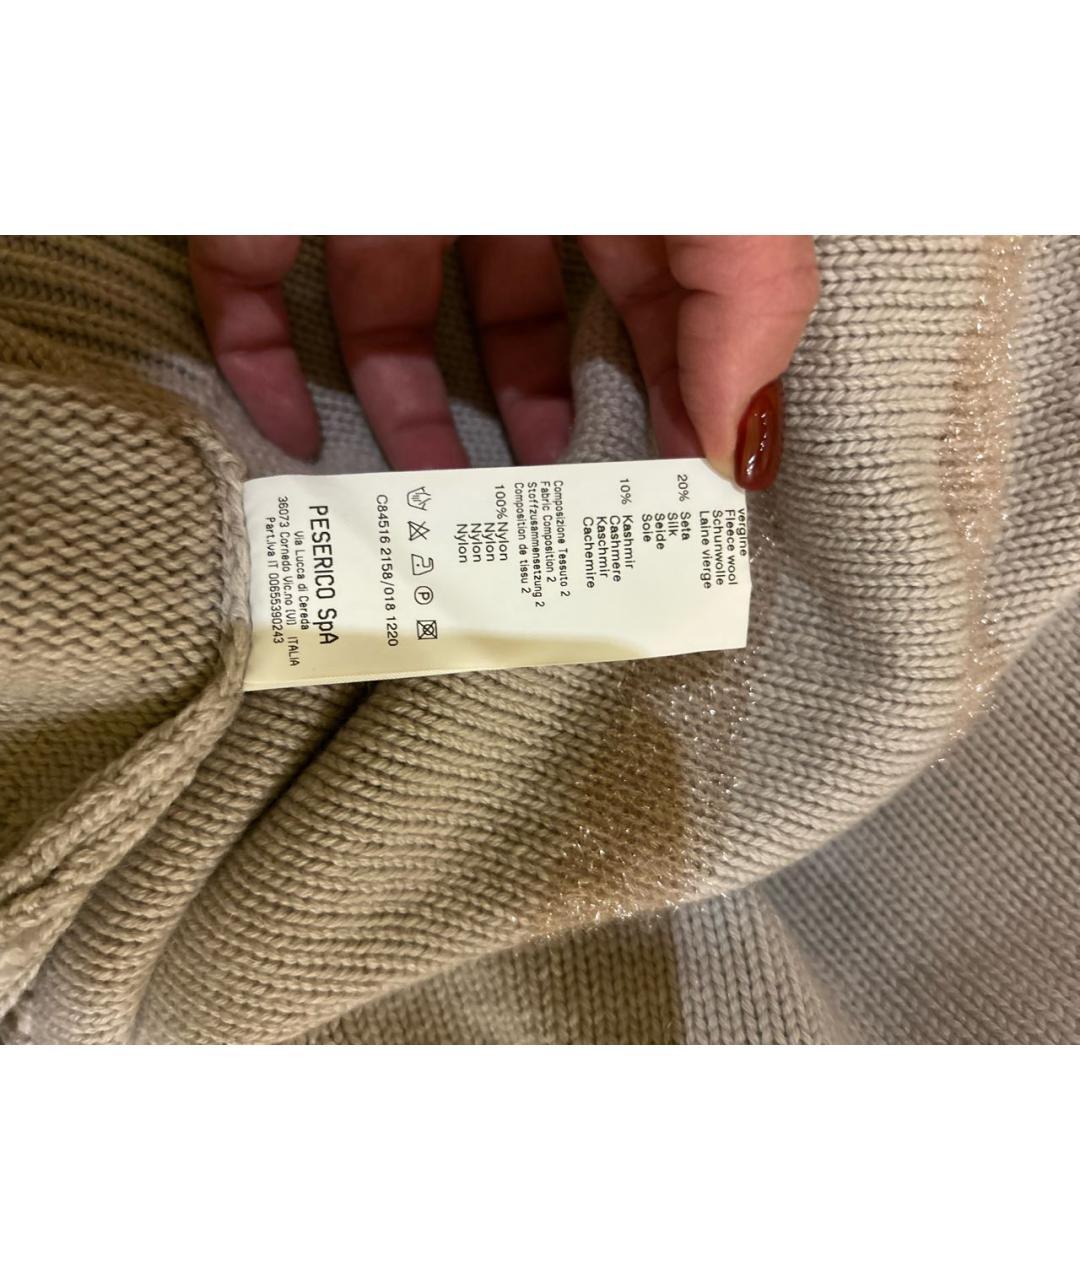 vergine
Fleece wool
Schurwolle
Laine vierge
20% Seta
Silk
Seide
Soie
10% Kashmir
Cashmere
Kaschmir
Cachemire
Composizione Tessuto 2
Fabric Composition 2
Stoffzusammensetzung 2
Composition de tissu 2
100% Nylon
Nylon
Nylon
Nylon
P
C84516 2158/018 1220
PESERICO SpA
Via Lucca di Cereda
36073 Cornedo Vic.no (VI) ITALIA
Part.Iva IT 00655390243